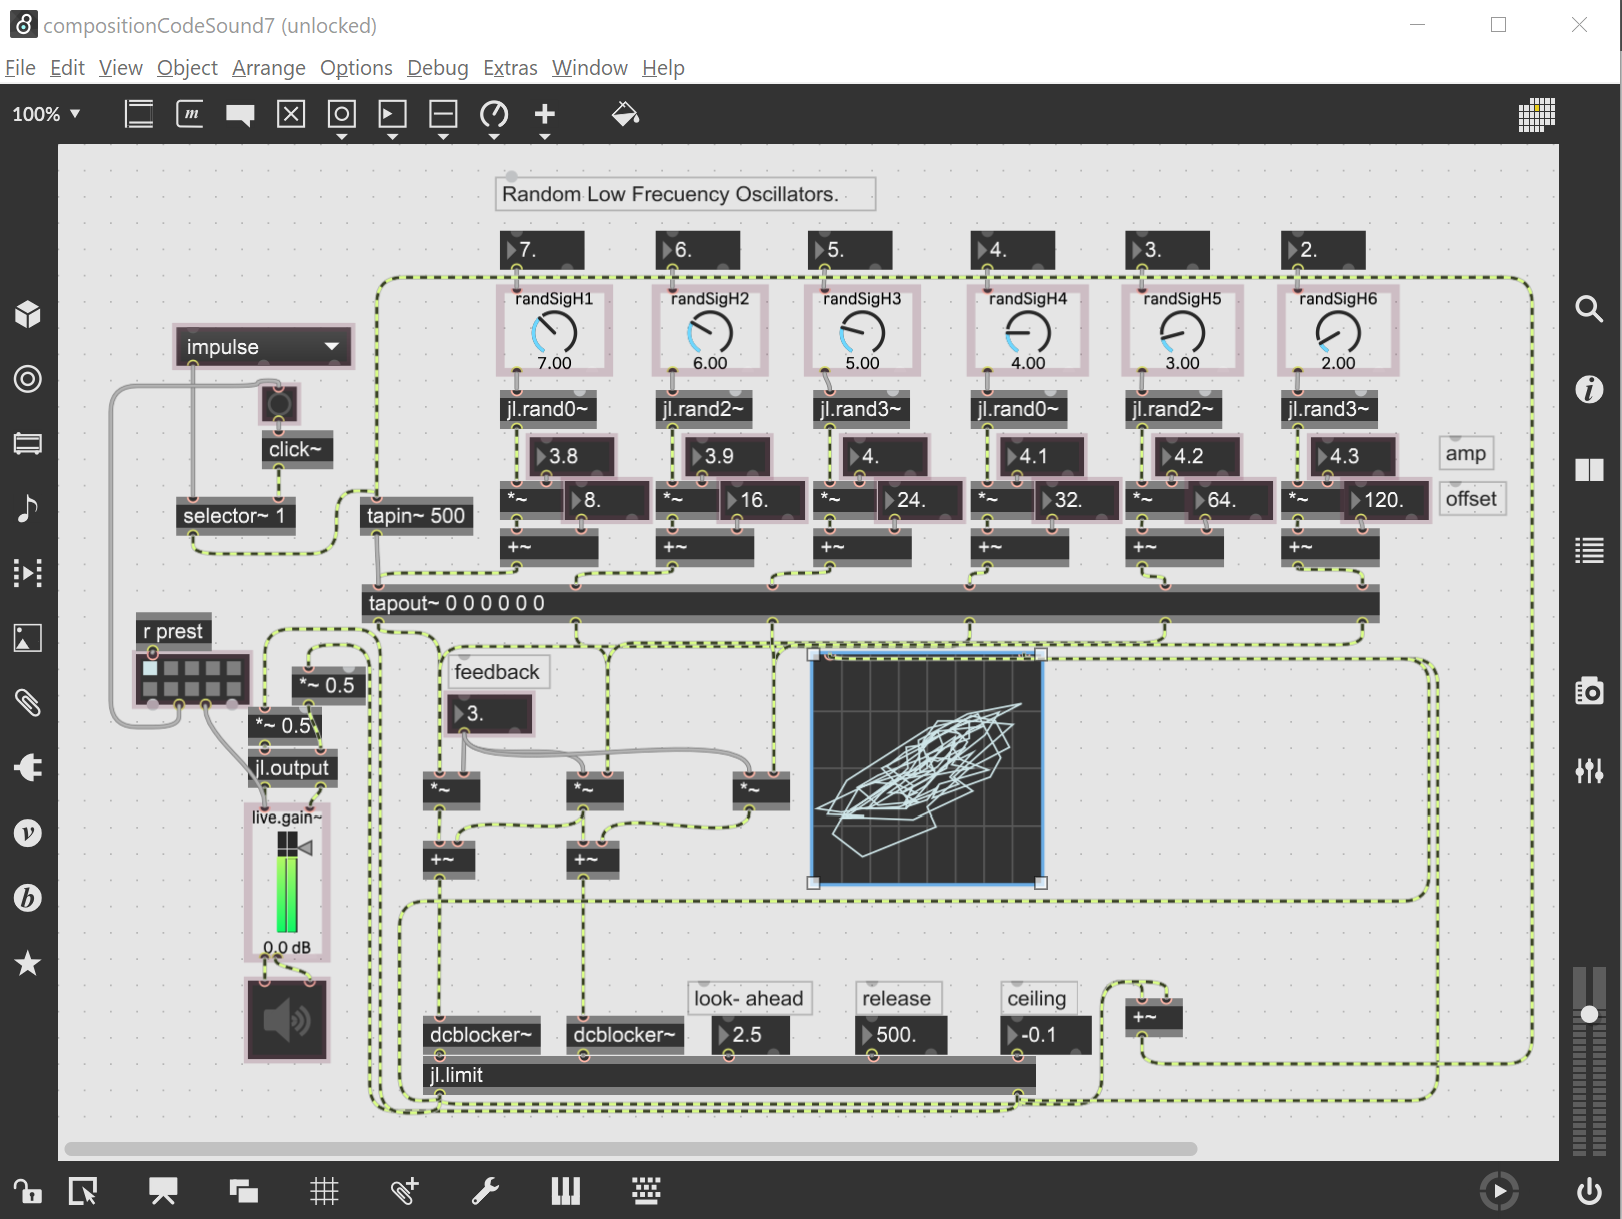 compositionCodeSound7 (unlocked)
File Edit View Object Arrange Options Debug Extras Window Help
100%
m
Random Low Frecuency Oscillators.
7. 6. 5. 4. 3. 2.
randSigH1 randSigH2 randSigH3 randSigH4 randSigH5 randSigH6
7.00 6.00 5.00 4.00 3.00 2.00
impulse
jl.rand0~ jl.rand2~ jl.rand3~ jl.rand0~ jl.rand2~ jl.rand3~
click~
3.8 3.9 4. 4.1 4.2 4.3 amp
*~ 8. *~ 16. *~ 24. *~ 32. *~ 64. *~ 120. offset
selector~ 1 tapin~ 500
+~ +~ +~ +~ +~ +~
tapout~ 0 0 0 0 0 0
r prest
feedback
*~ 0.5
3.
*~ 0.5
jl.output
*~ *~ *~
live.gain~
+~ +~
0.0 dB
look- ahead release ceiling
+~
dcblocker~ dcblocker~ 2.5 500. -0.1
jl.limit